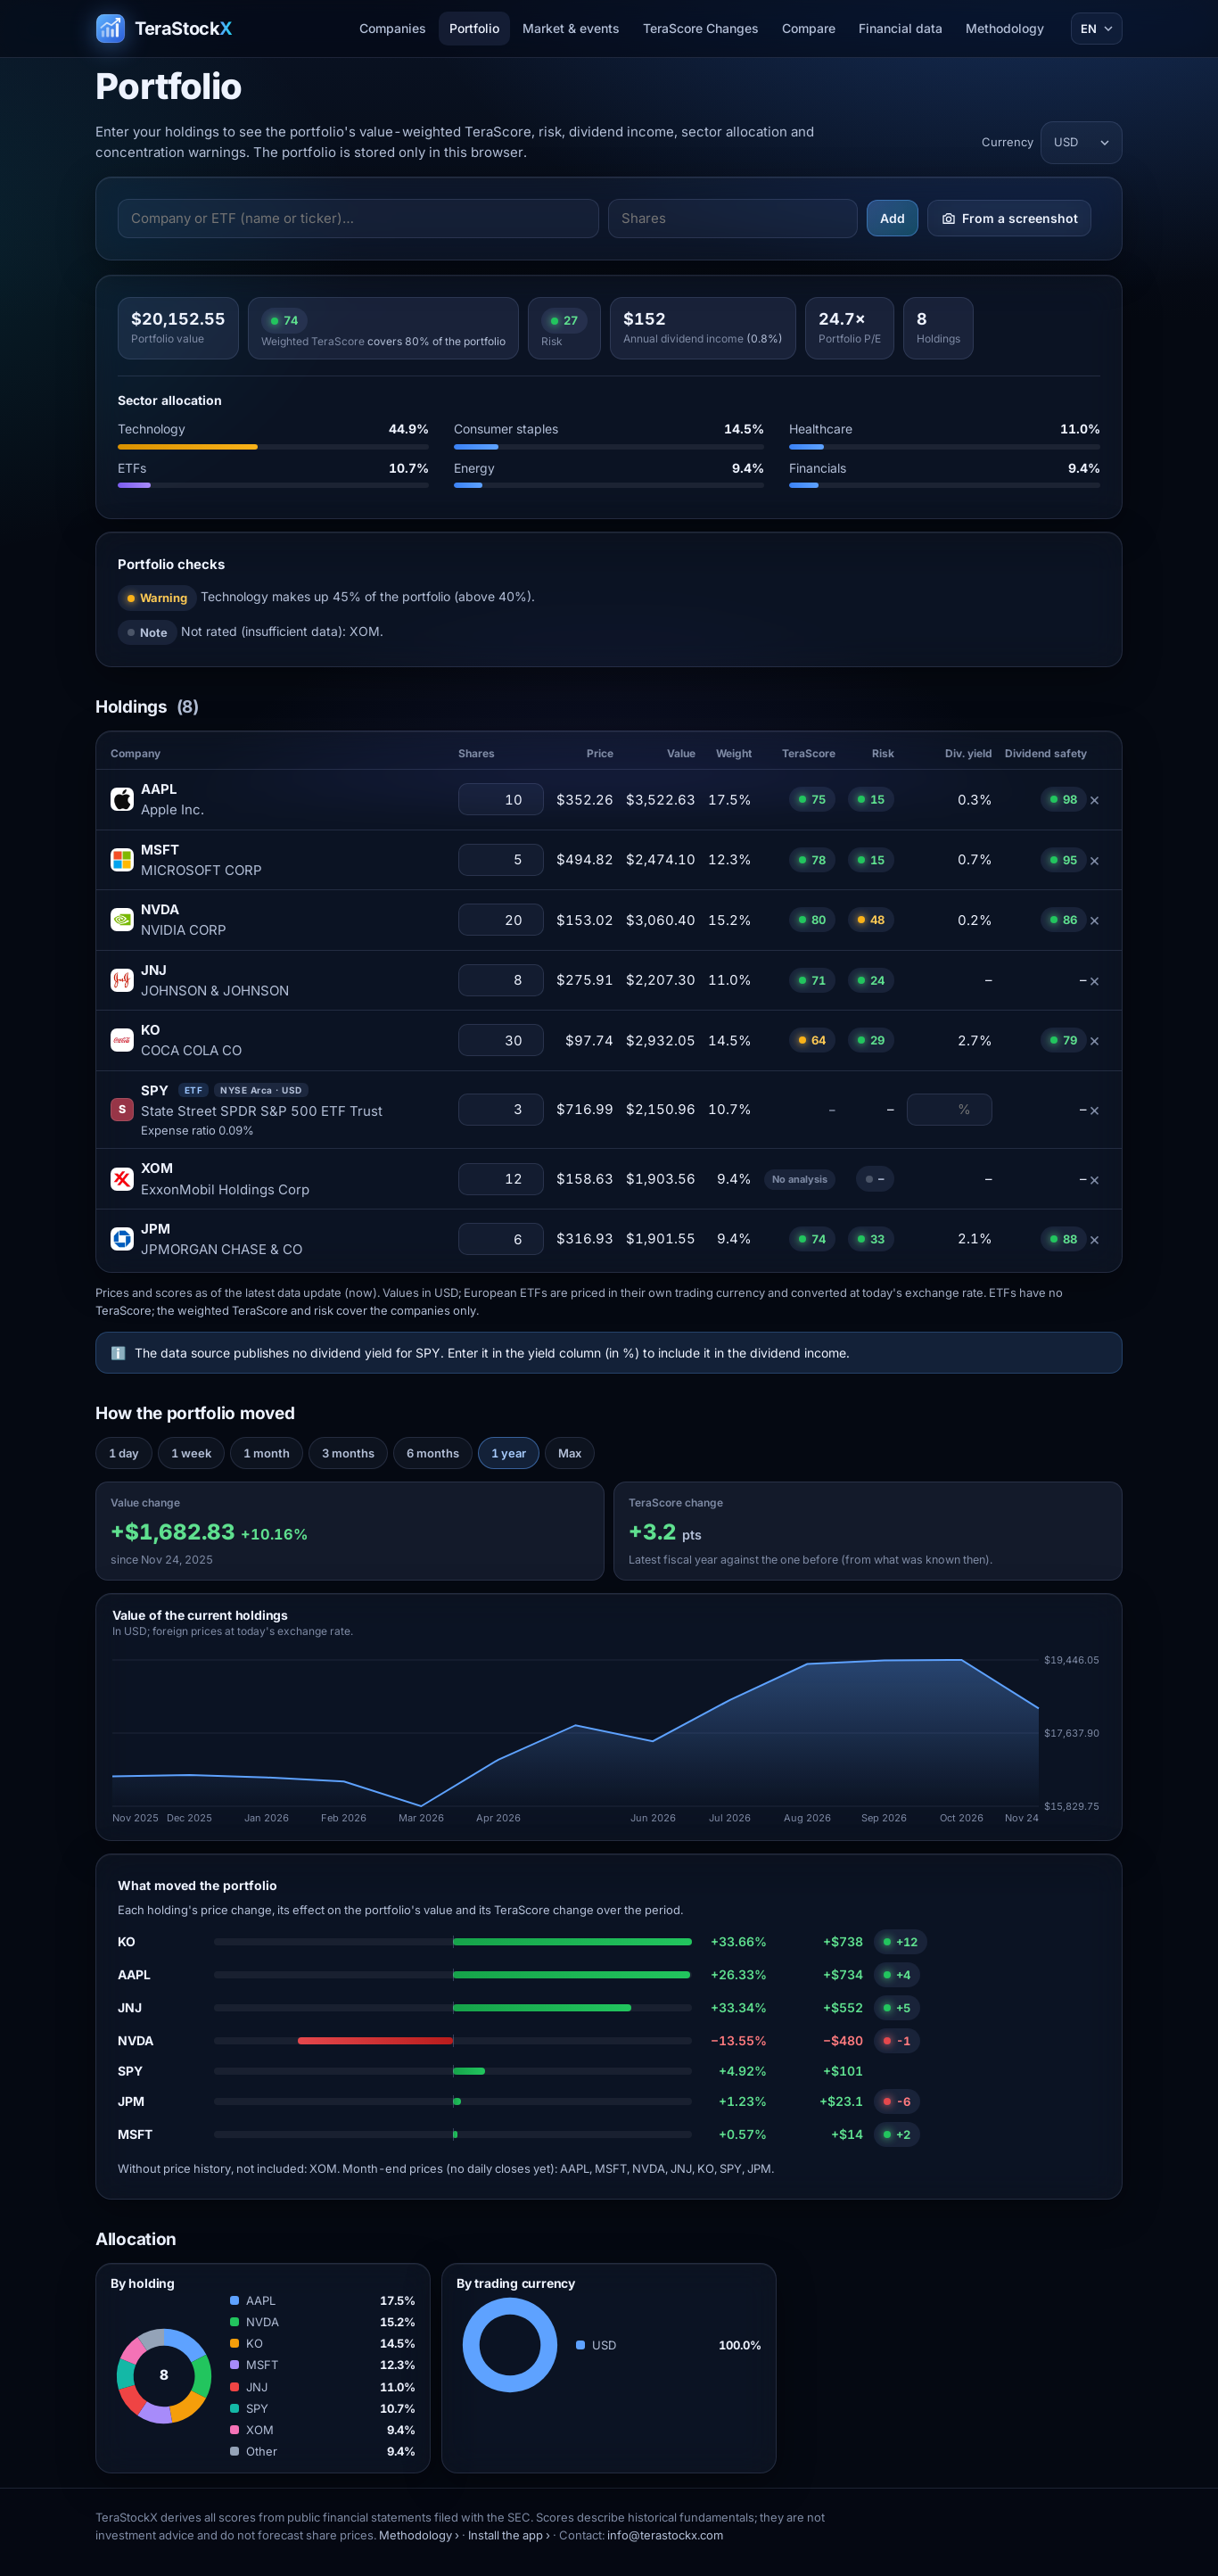 TeraStockX
Companies Portfolio Market & events TeraScore Changes Compare Financial data Methodology EN
Portfolio
Enter your holdings to see the portfolio's value-weighted TeraScore, risk, dividend income, sector allocation and
concentration warnings. The portfolio is stored only in this browser.
Currency USD
Company or ETF (name or ticker)... Shares Add From a screenshot
$20,152.55 74 27 $152 24.7× 8
Portfolio value Weighted TeraScore covers 80% of the portfolio Risk Annual dividend income (0.8%) Portfolio P/E Holdings
Sector allocation
Technology 44.9% Consumer staples 14.5% Healthcare 11.0%
ETFs 10.7% Energy 9.4% Financials 9.4%
Portfolio checks
Warning Technology makes up 45% of the portfolio (above 40%).
Note Not rated (insufficient data): XOM.
Holdings (8)
Company Shares Price Value Weight TeraScore Risk Div. yield Dividend safety
AAPL
Apple Inc.
10 $352.26 $3,522.63 17.5% 75 15 0.3% 98 ×
MSFT
MICROSOFT CORP
5 $494.82 $2,474.10 12.3% 78 15 0.7% 95 ×
NVDA
NVIDIA CORP
20 $153.02 $3,060.40 15.2% 80 48 0.2% 86 ×
JNJ
JOHNSON & JOHNSON
8 $275.91 $2,207.30 11.0% 71 24 – – ×
KO
COCA COLA CO
30 $97.74 $2,932.05 14.5% 64 29 2.7% 79 ×
SPY ETF NYSE Arca · USD
State Street SPDR S&P 500 ETF Trust
Expense ratio 0.09%
S
3 $716.99 $2,150.96 10.7% – – % – ×
XOM
ExxonMobil Holdings Corp
12 $158.63 $1,903.56 9.4% No analysis – – – ×
JPM
JPMORGAN CHASE & CO
6 $316.93 $1,901.55 9.4% 74 33 2.1% 88 ×
Prices and scores as of the latest data update (now). Values in USD; European ETFs are priced in their own trading currency and converted at today's exchange rate. ETFs have no
TeraScore; the weighted TeraScore and risk cover the companies only.
The data source publishes no dividend yield for SPY. Enter it in the yield column (in %) to include it in the dividend income.
How the portfolio moved
1 day 1 week 1 month 3 months 6 months 1 year Max
Value change
+$1,682.83 +10.16%
since Nov 24, 2025
TeraScore change
+3.2 pts
Latest fiscal year against the one before (from what was known then).
Value of the current holdings
In USD; foreign prices at today's exchange rate.
$19,446.05
$17,637.90
$15,829.75
Nov 2025 Dec 2025 Jan 2026 Feb 2026 Mar 2026 Apr 2026 Jun 2026 Jul 2026 Aug 2026 Sep 2026 Oct 2026 Nov 24
What moved the portfolio
Each holding's price change, its effect on the portfolio's value and its TeraScore change over the period.
KO +33.66% +$738 +12
AAPL +26.33% +$734 +4
JNJ +33.34% +$552 +5
NVDA −13.55% −$480 -1
SPY +4.92% +$101
JPM +1.23% +$23.1 -6
MSFT +0.57% +$14 +2
Without price history, not included: XOM. Month-end prices (no daily closes yet): AAPL, MSFT, NVDA, JNJ, KO, SPY, JPM.
Allocation
By holding
8
AAPL 17.5%
NVDA 15.2%
KO 14.5%
MSFT 12.3%
JNJ 11.0%
SPY 10.7%
XOM 9.4%
Other 9.4%
By trading currency
USD 100.0%
TeraStockX derives all scores from public financial statements filed with the SEC. Scores describe historical fundamentals; they are not
investment advice and do not forecast share prices. Methodology › · Install the app › · Contact: info@terastockx.com